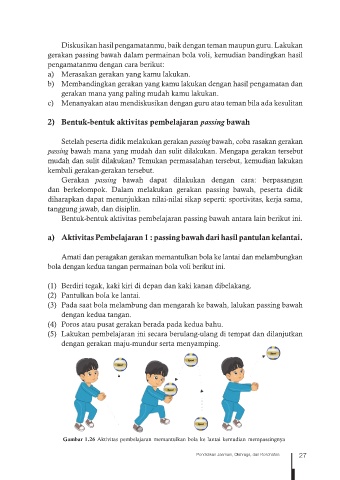 Diskusikan hasil pengamatanmu, baik dengan teman maupun guru. Lakukan
gerakan passing bawah dalam permainan bola voli, kemudian bandingkan hasil
pengamatanmu dengan cara berikut:
a) Merasakan gerakan yang kamu lakukan.
b) Membandingkan gerakan yang kamu lakukan dengan hasil pengamatan dan
gerakan mana yang paling mudah kamu lakukan.
c) Menanyakan atau mendiskusikan dengan guru atau teman bila ada kesulitan
2) Bentuk-bentuk aktivitas pembelajaran passing bawah
Setelah peserta didik melakukan gerakan passing bawah, coba rasakan gerakan
passing bawah mana yang mudah dan sulit dilakukan. Mengapa gerakan tersebut
mudah dan sulit dilakukan? Temukan permasalahan tersebut, kemudian lakukan
kembali gerakan-gerakan tersebut.
Gerakan passing bawah dapat dilakukan dengan cara: berpasangan
dan berkelompok. Dalam melakukan gerakan passing bawah, peserta didik
diharapkan dapat menunjukkan nilai-nilai sikap seperti: sportivitas, kerja sama,
tanggung jawab, dan disiplin.
Bentuk-bentuk aktivitas pembelajaran passing bawah antara lain berikut ini.
a) Aktivitas Pembelajaran 1 : passing bawah dari hasil pantulan kelantai.
Amati dan peragakan gerakan memantulkan bola ke lantai dan melambungkan
bola dengan kedua tangan permainan bola voli berikut ini.
(1) Berdiri tegak, kaki kiri di depan dan kaki kanan dibelakang.
(2) Pantulkan bola ke lantai.
(3) Pada saat bola melambung dan mengarah ke bawah, lalukan passing bawah
dengan kedua tangan.
(4) Poros atau pusat gerakan berada pada kedua bahu.
(5) Lakukan pembelajaran ini secara berulang-ulang di tempat dan dilanjutkan
dengan gerakan maju-mundur serta menyamping.
Gambar 1.26 Aktivitas pembelajaran memantulkan bola ke lantai kemudian mempassingnya
Pendidikan Jasmani, Olahraga, dan Kesehatan 27